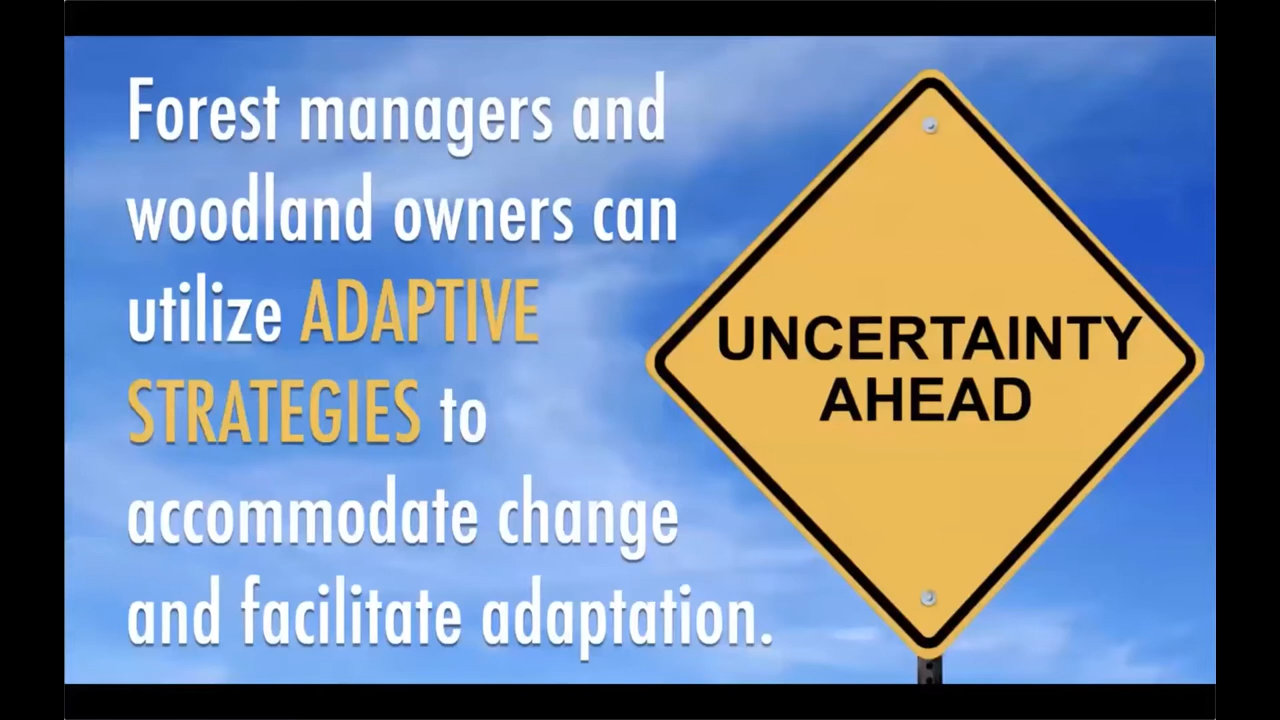 Forest managers and
woodland owners can
utilize ADAPTIVE
STRATEGIES to
accommodate change
and facilitate adaptation.
UNCERTAINTY
AHEAD